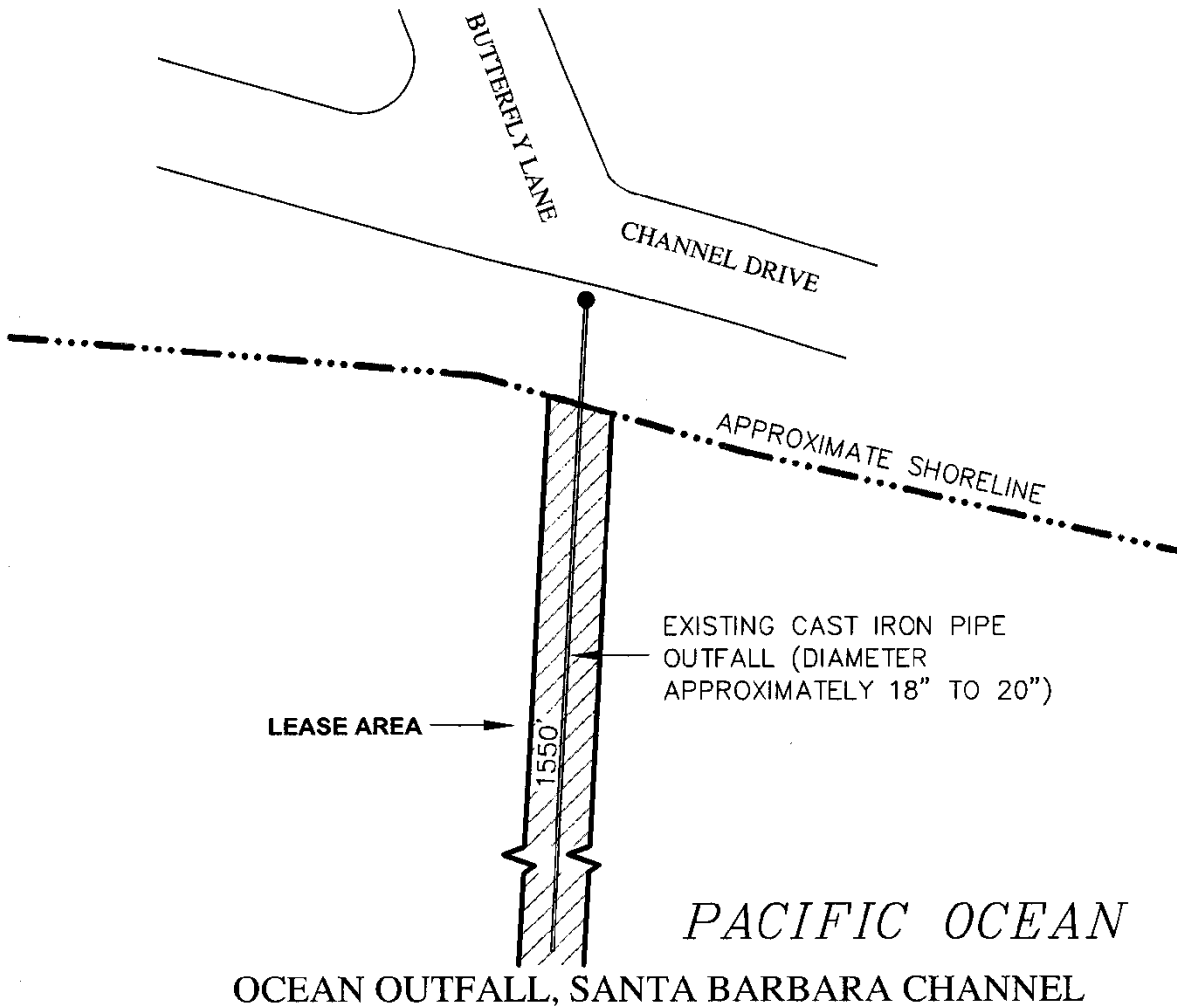 BUTTERFLY LANE
CHANNEL DRIVE
APPROXIMATE SHORELINE
EXISTING CAST IRON PIPE
OUTFALL (DIAMETER
APPROXIMATELY 18" TO 20")
LEASE AREA
1550'
PACIFIC OCEAN
OCEAN OUTFALL, SANTA BARBARA CHANNEL